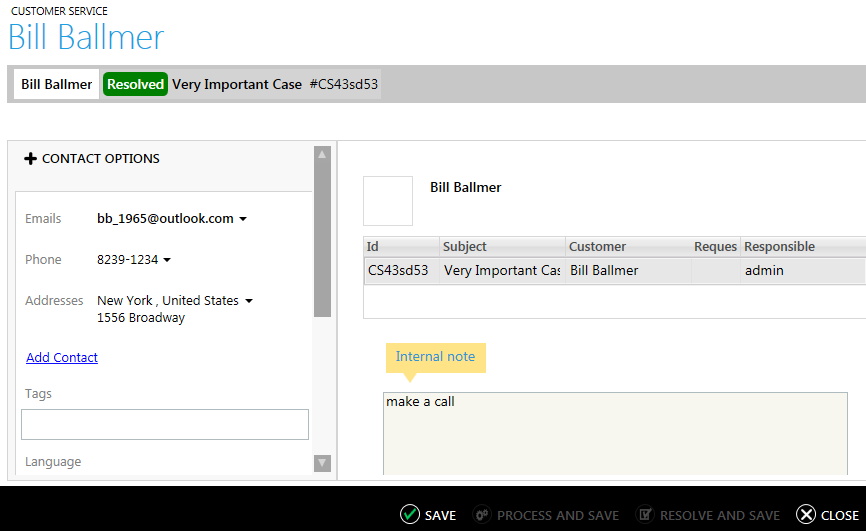 CUSTOMER SERVICE
Bill Ballmer
Bill Ballmer Resolved Very Important Case #CS43sd53
CONTACT OPTIONS
Emails bb_1965@outlook.com
Phone 8239-1234
Addresses New York , United States
1556 Broadway
Add Contact
Tags
Language
Bill Ballmer
Id Subject Customer Reques Responsible
CS43sd53 Very Important Cas Bill Ballmer admin
Internal note
make a call
SAVE PROCESS AND SAVE RESOLVE AND SAVE CLOSE